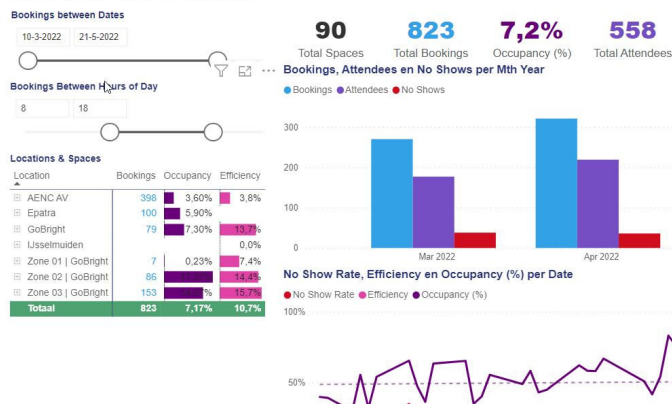 Bookings between Dates
10-3-2022 21-5-2022
Bookings Between Hours of Day
8 18
Locations & Spaces
Location Bookings Occupancy Efficiency
AENC AV 398 3,60% 3,8%
Epatra 100 5,90%
GoBright 79 7,30% 13,7%
IJsselmuiden 0,0%
Zone 01 | GoBright 7 0,23% 7,4%
Zone 02 | GoBright 86 14,4%
Zone 03 | GoBright 153 15,7%
Totaal 823 7,17% 10,7%
90 823 7,2% 558
Total Spaces Total Bookings Occupancy (%) Total Attendees
Bookings, Attendees en No Shows per Mth Year
Bookings Attendees No Shows
300
200
100
0
Mar 2022 Apr 2022
No Show Rate, Efficiency en Occupancy (%) per Date
No Show Rate Efficiency Occupancy (%)
100%
50%